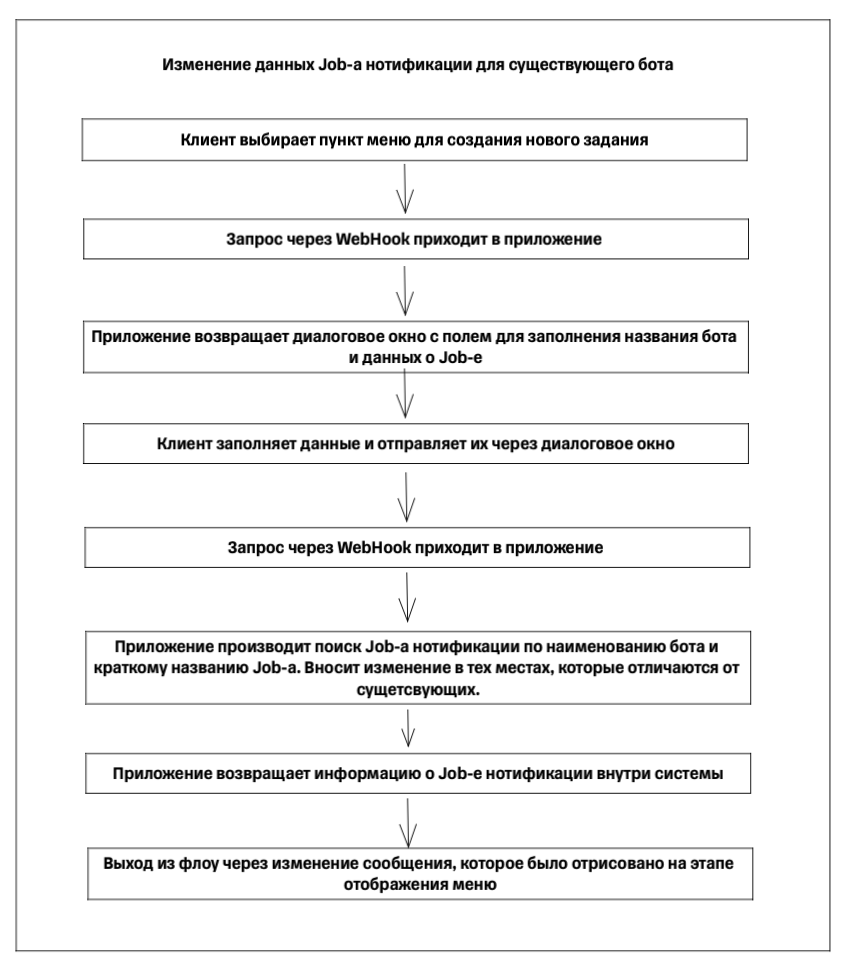 Изменение данных Job-а нотификации для существующего бота
Клиент выбирает пункт меню для создания нового задания
Запрос через WebHook приходит в приложение
Приложение возвращает диалоговое окно с полем для заполнения названия бота
и данных о Job-е
Клиент заполняет данные и отправляет их через диалоговое окно
Запрос через WebHook приходит в приложение
Приложение производит поиск Job-а нотификации по наименованию бота и
краткому названию Job-а. Вносит изменение в тех местах, которые отличаются от
сущетсвующих.
Приложение возвращает информацию о Job-е нотификации внутри системы
Выход из флоу через изменение сообщения, которое было отрисовано на этапе
отображения меню